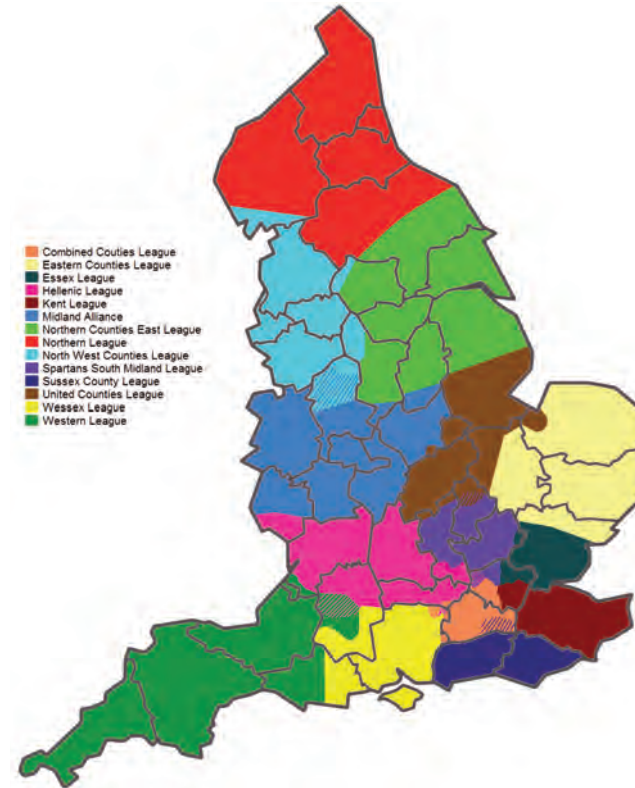 Combined Couties League
Eastern Counties League
Essex League
Hellenic League
Kent League
Midland Alliance
Northern Counties East League
Northern League
North West Counties League
Spartans South Midland League
Sussex County League
United Counties League
Wessex League
Western League